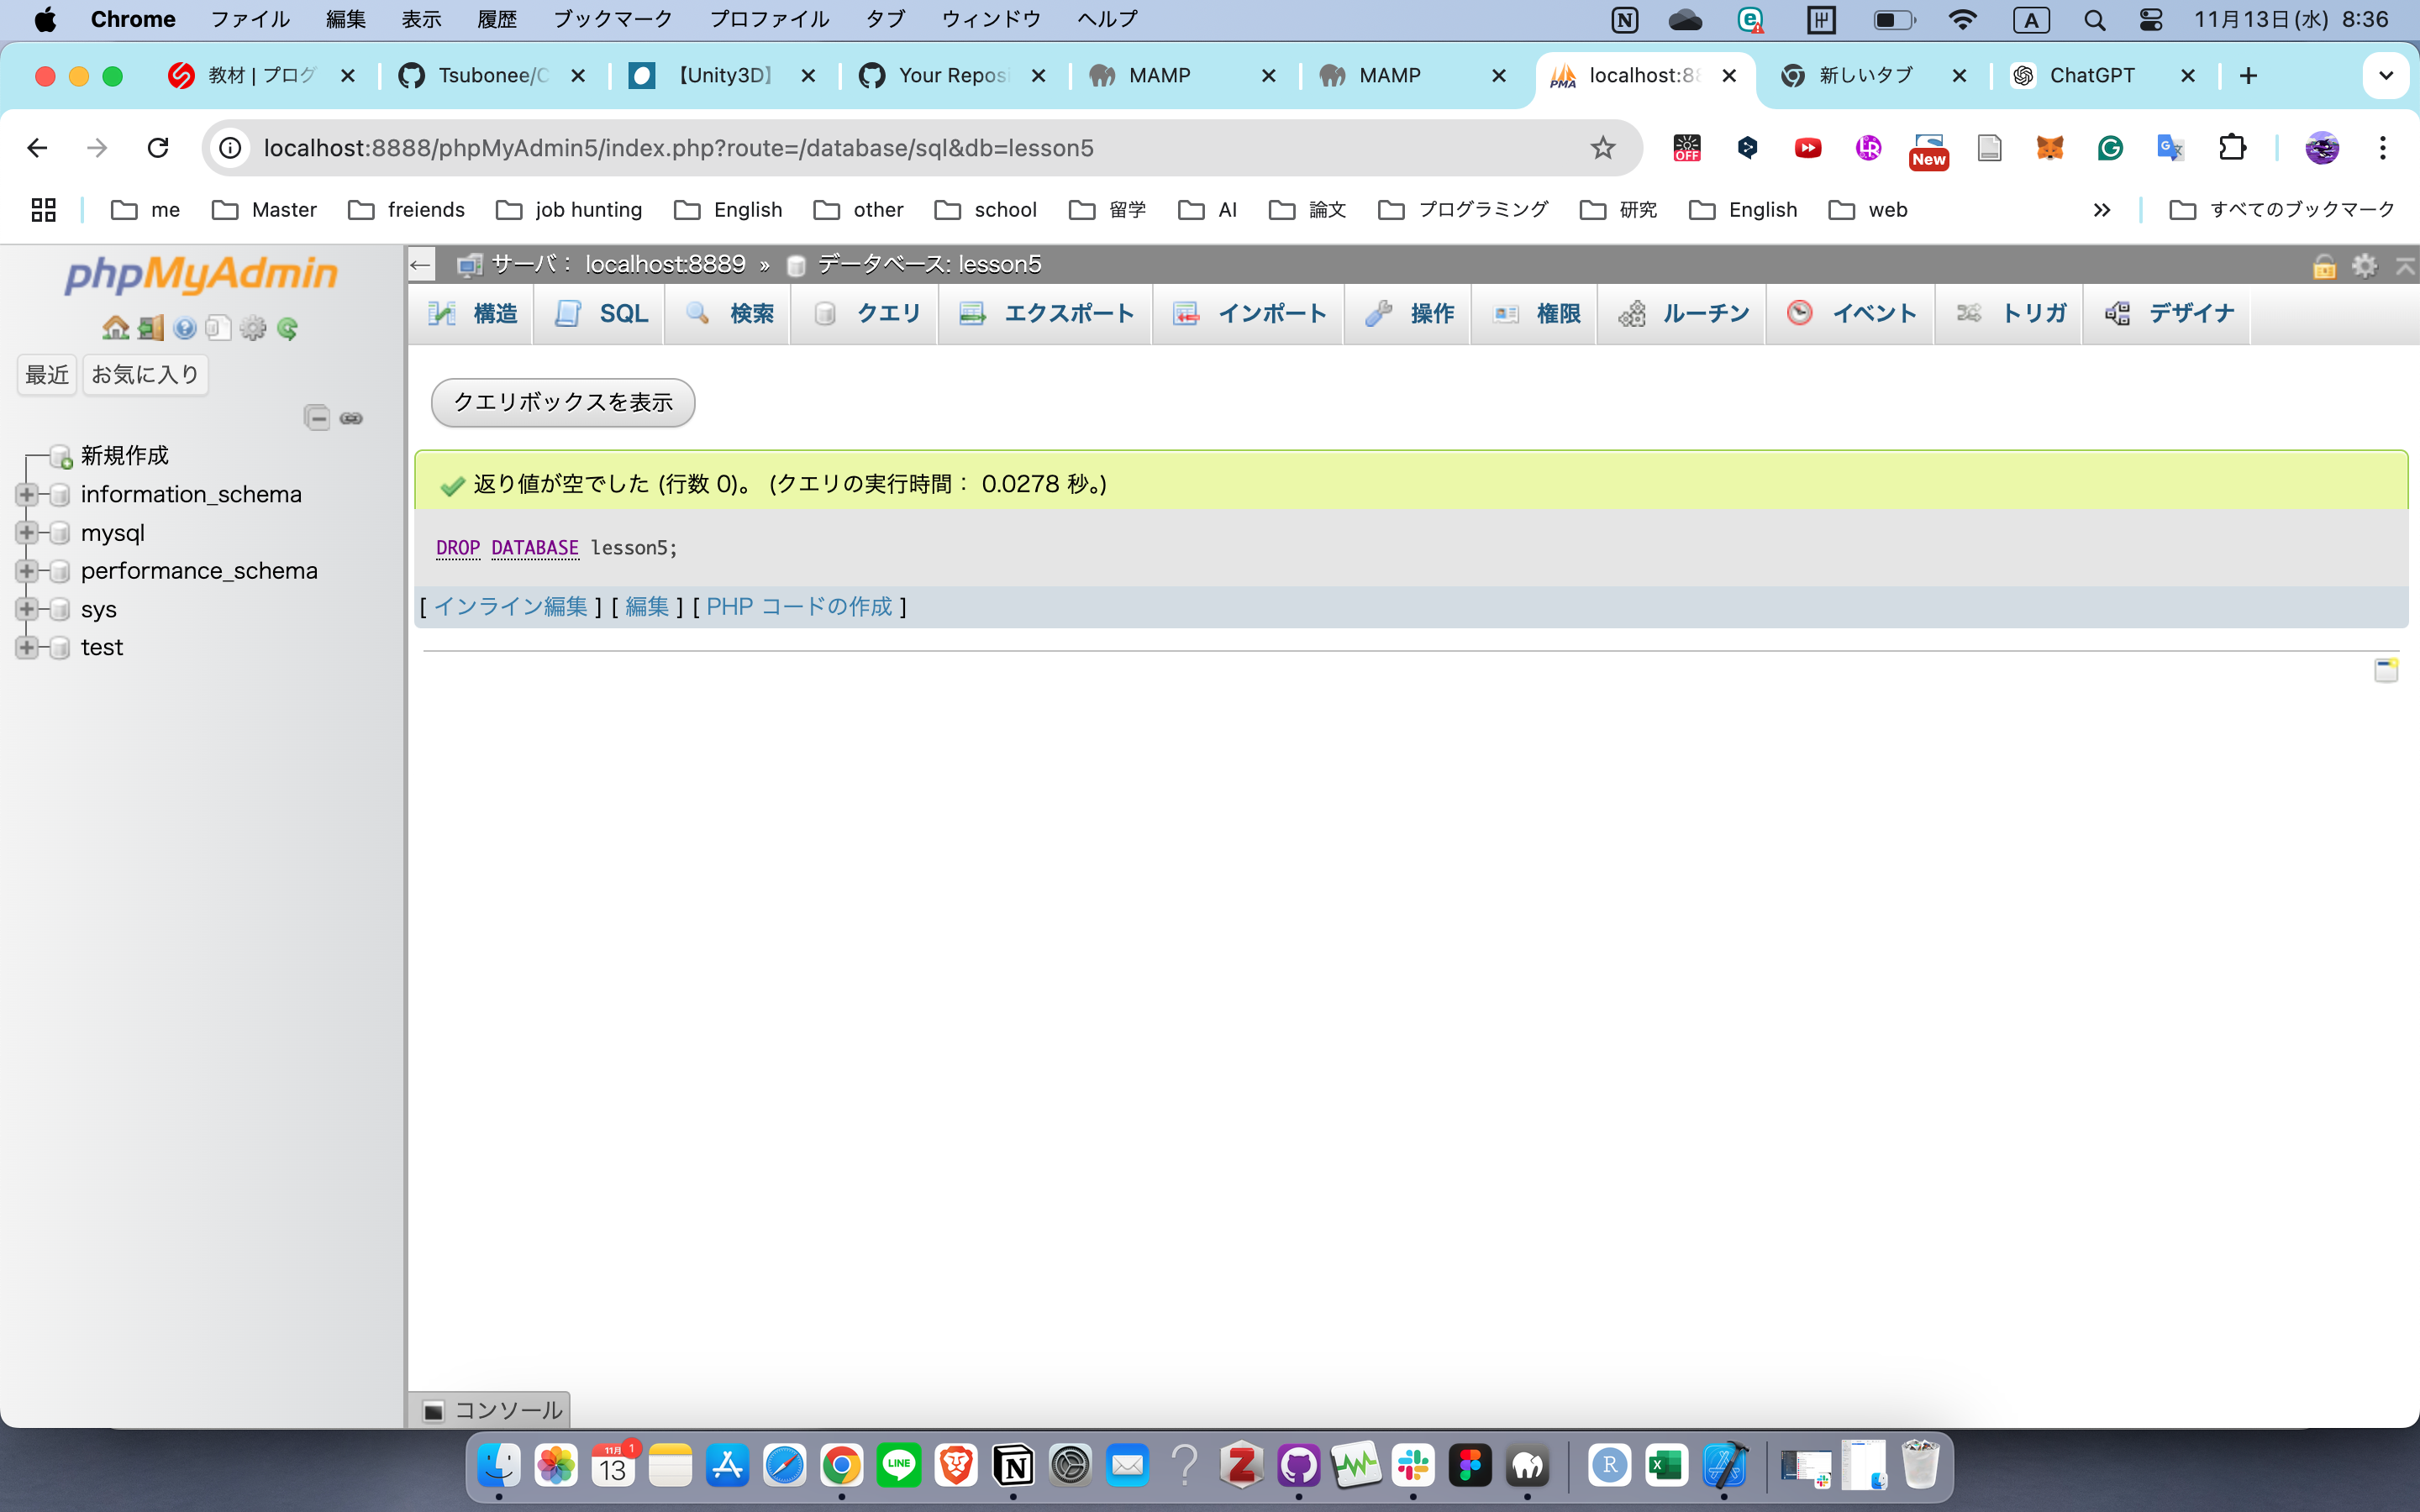 Chrome ファイル 編集 表示 履歴 ブックマーク プロファイル タブ ウィンドウ ヘルプ A 11月13日(水) 8:36
教材 | プログ Tsubonee/C 【Unity3D】 Your Reposi MAMP MAMP PMA localhost:88 新しいタブ ChatGPT
localhost:8888/phpMyAdmin5/index.php?route=/database/sql&db=lesson5 OFF New
me Master freiends job hunting English other school 留学 AI 論文 プログラミング 研究 English web » すべてのブックマーク
phpMyAdmin
最近 お気に入り
新規作成
information_schema
mysql
performance_schema
sys
test
← サーバ： localhost:8889 » データベース: lesson5
構造 SQL 検索 クエリ エクスポート インポート 操作 権限 ルーチン イベント トリガ デザイナ
クエリボックスを表示
返り値が空でした (行数 0)。 (クエリの実行時間： 0.0278 秒。)
DROP DATABASE lesson5;
[ インライン編集 ] [ 編集 ] [ PHP コードの作成 ]
コンソール
11月 1
13
LINE